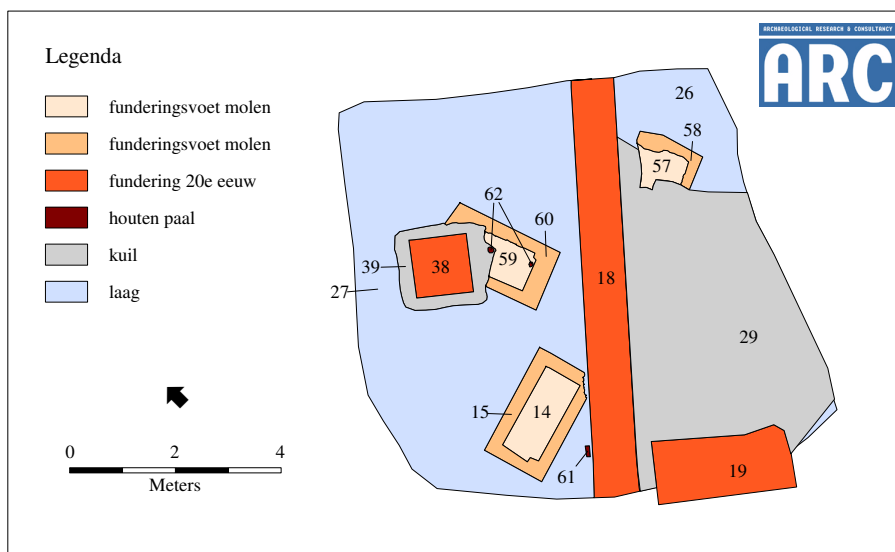 Legenda
funderingsvoet molen
funderingsvoet molen
fundering 20e eeuw
houten paal
kuil
laag
0 2 4
Meters
ARCHAEOLOGICAL RESEARCH & CONSULTANCY
ARC
26
58
57
62
60
59
39
38
27
18
29
15
14
61
19